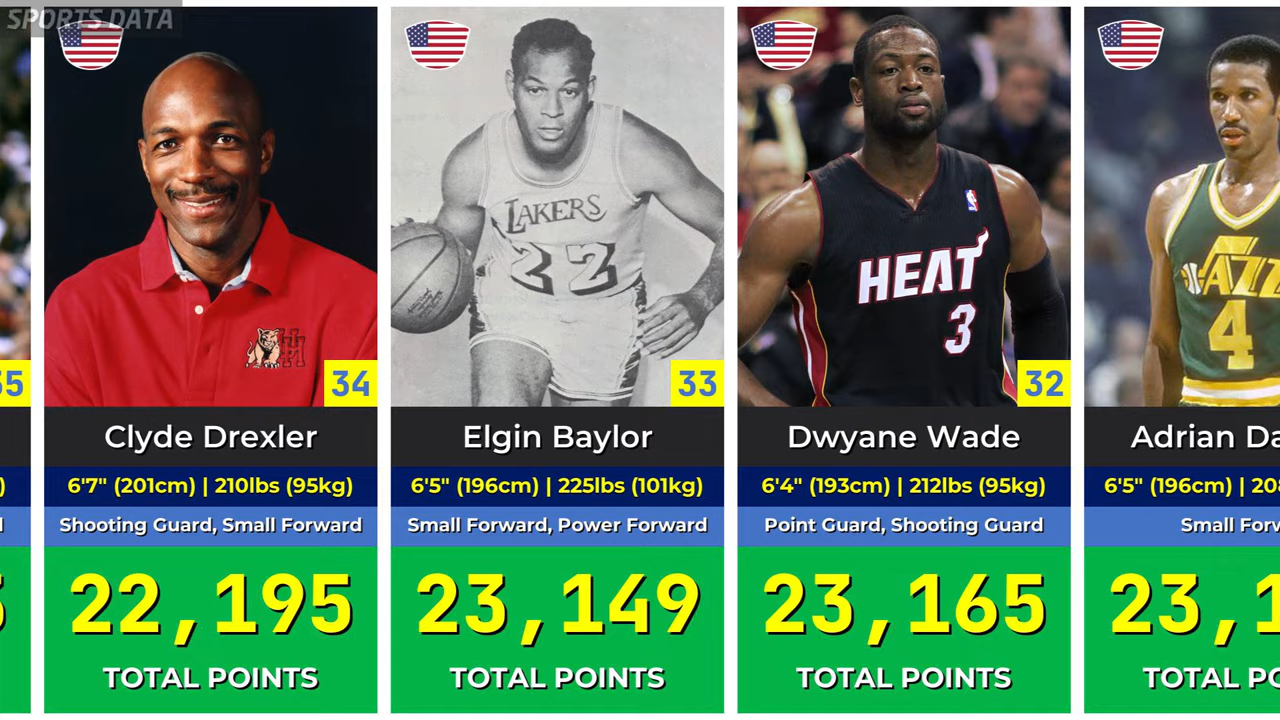 SPORTS DATA
34
Clyde Drexler
6'7" (201cm) | 210lbs (95kg)
Shooting Guard, Small Forward
22,195
TOTAL POINTS
LAKERS
22
33
Elgin Baylor
6'5" (196cm) | 225lbs (101kg)
Small Forward, Power Forward
23,149
TOTAL POINTS
HEAT
3
32
Dwyane Wade
6'4" (193cm) | 212lbs (95kg)
Point Guard, Shooting Guard
23,165
TOTAL POINTS
4
Adrian
6'5" (196cm)
Small
TOTAL